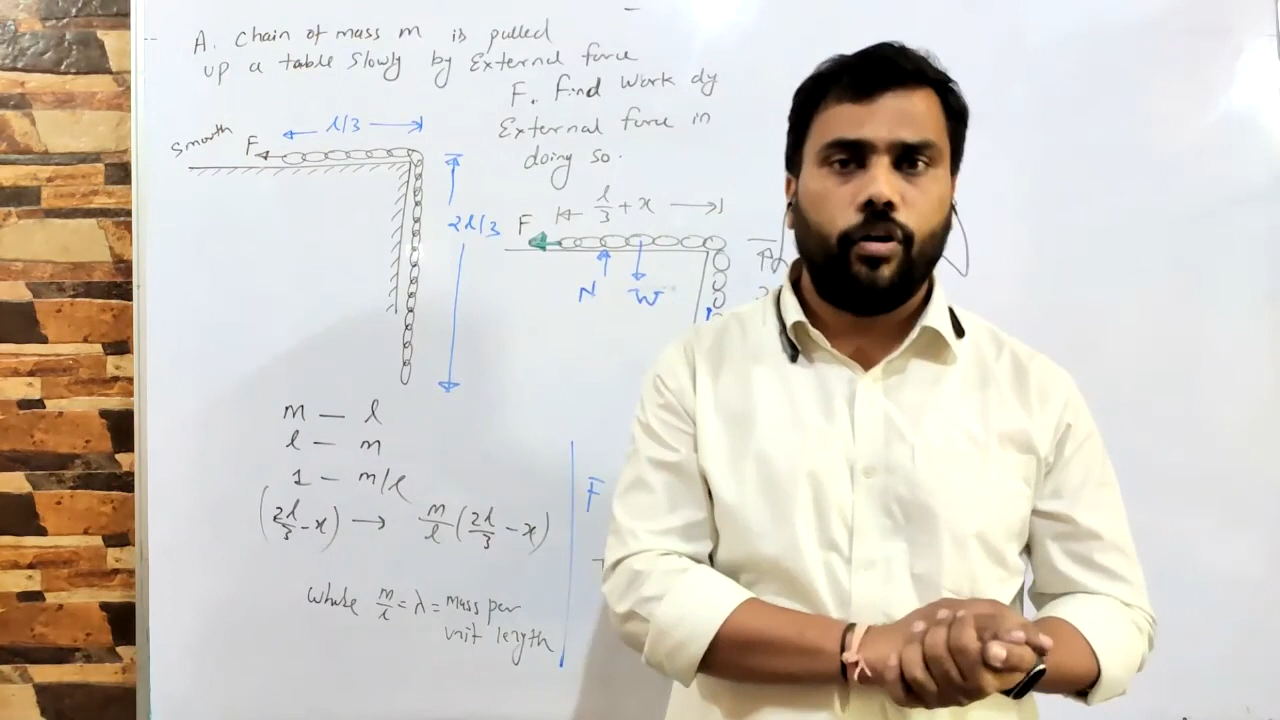 A. chain of mass m is pulled
up a table slowly by External force
F. find work dy
External force in
doing so.
smooth
F
l/3
2l/3
F
l/3 + x
N
W
m — l
l — m
1 — m/l
(2l/3 - x) → m/l (2l/3 - x)
where m/l = λ = mass per
unit length
F